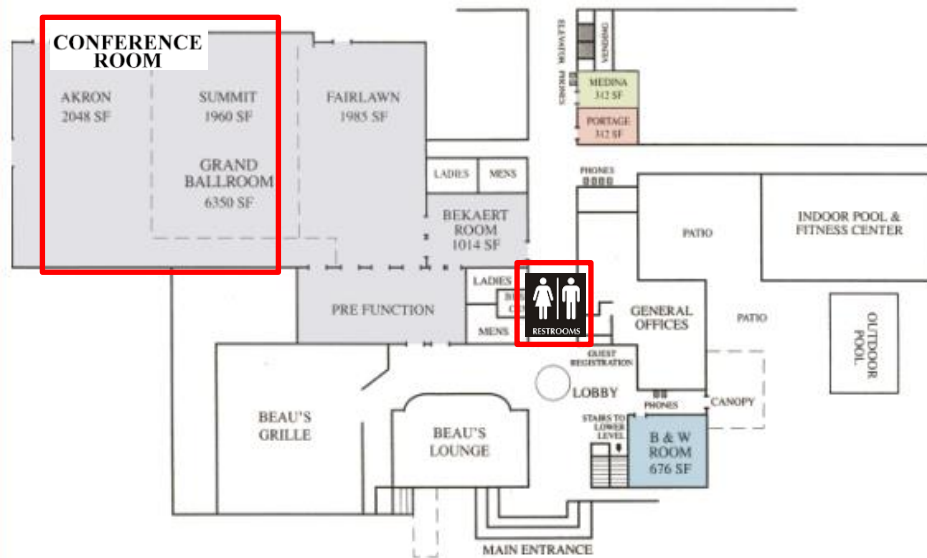 CONFERENCE
ROOM
AKRON
2048 SF
SUMMIT
1960 SF
FAIRLAWN
1985 SF
GRAND
BALLROOM
6350 SF
ELEVATOR
PHONES
VENDING
MEDINA
312 SF
PORTAGE
312 SF
LADIES
MENS
BEKAERT
ROOM
1014 SF
PHONES
PATIO
INDOOR POOL &
FITNESS CENTER
LADIES
MENS
RESTROOMS
PRE FUNCTION
GENERAL
OFFICES
PATIO
OUTDOOR
POOL
GUEST
REGISTRATION
LOBBY
PHONES
CANOPY
BEAU'S
GRILLE
BEAU'S
LOUNGE
STAIRS TO
LOWER
LEVEL
B & W
ROOM
676 SF
MAIN ENTRANCE